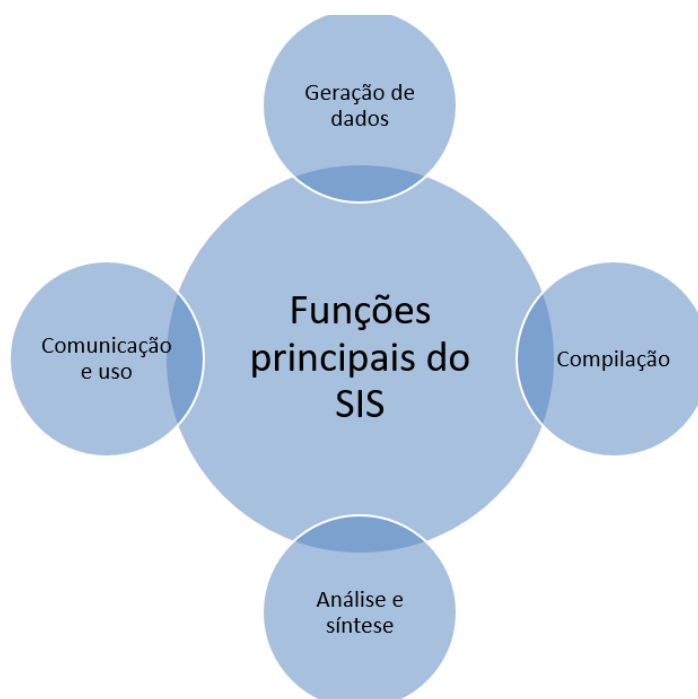 Geração de
dados
Funções
principais do
SIS
Comunicação
e uso
Compilação
Análise e
síntese